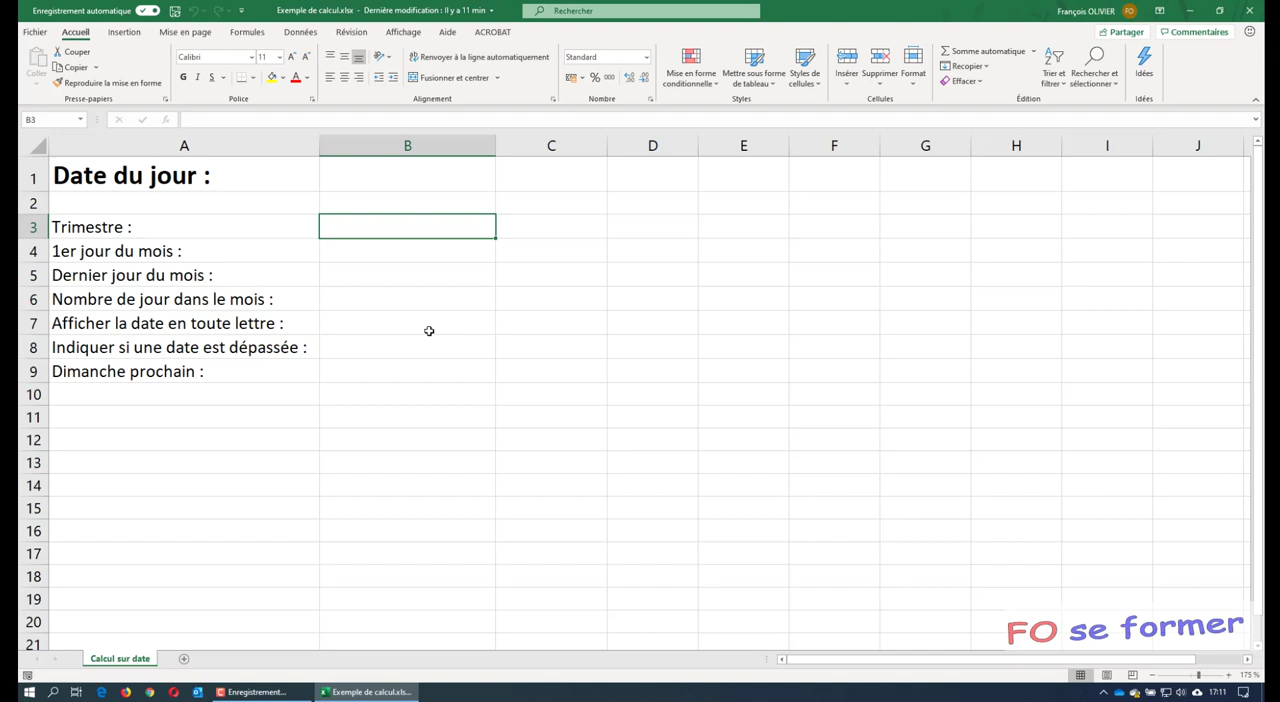 Enregistrement automatique
Exemple de calcul.xlsx - Dernière modification : Il y a 11 min
Rechercher
François OLIVIER
FO
Fichier Accueil Insertion Mise en page Formules Données Révision Affichage Aide ACROBAT
Partager
Commentaires
Coller
Couper
Copier
Reproduire la mise en forme
Presse-papiers
Calibri
11
G I S
Police
Renvoyer à la ligne automatiquement
Fusionner et centrer
Alignement
Standard
% 000
Nombre
Mise en forme conditionnelle
Mettre sous forme de tableau
Styles de cellules
Styles
Insérer
Supprimer
Format
Cellules
Somme automatique
Recopier
Effacer
Trier et filtrer
Rechercher et sélectionner
Édition
Idées
Idées
B3
fx
A B C D E F G H I J
1 Date du jour :
2
3 Trimestre :
4 1er jour du mois :
5 Dernier jour du mois :
6 Nombre de jour dans le mois :
7 Afficher la date en toute lettre :
8 Indiquer si une date est dépassée :
9 Dimanche prochain :
10
11
12
13
14
15
16
17
18
19
20
21
FO se former
Calcul sur date
175 %
Enregistrement...
Exemple de calcul.xls...
17:11